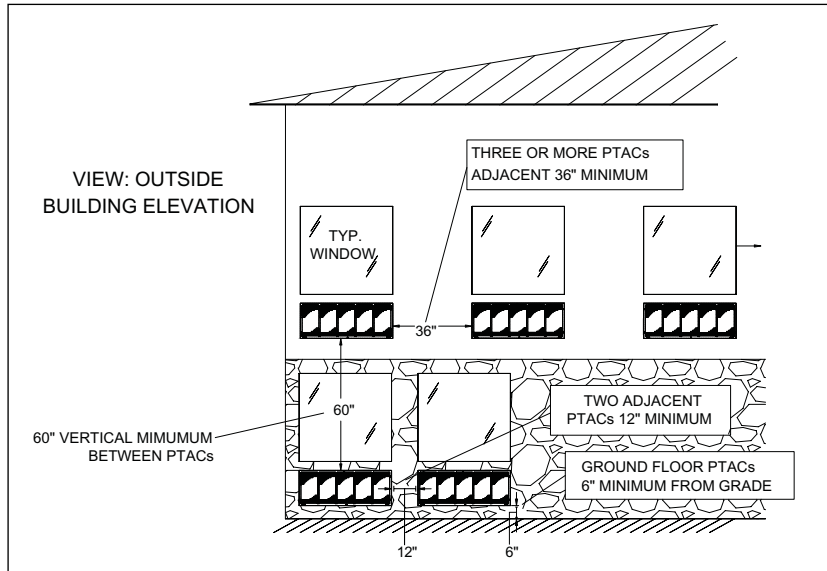 THREE OR MORE PTACs
ADJACENT 36" MINIMUM
VIEW: OUTSIDE
BUILDING ELEVATION
TYP.
WINDOW
36"
60"
TWO ADJACENT
PTACs 12" MINIMUM
60" VERTICAL MIMUMUM
BETWEEN PTACs
GROUND FLOOR PTACs
6" MINIMUM FROM GRADE
12"
6"